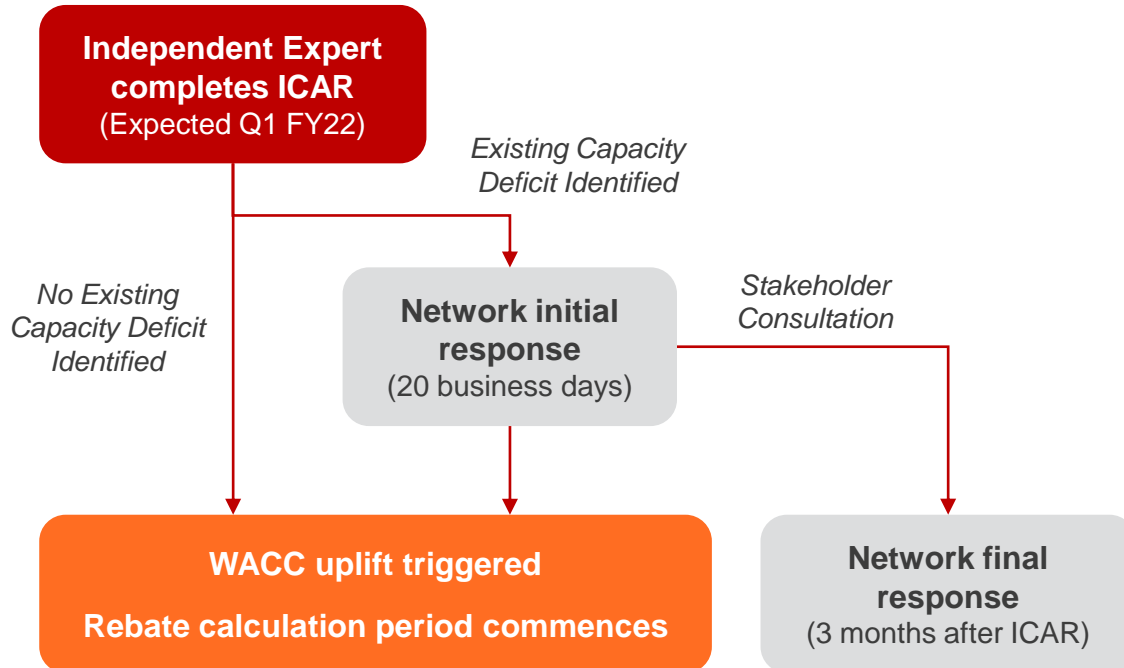 Independent Expert
completes ICAR
(Expected Q1 FY22)
Existing Capacity
Deficit Identified
No Existing
Capacity Deficit
Identified
Network initial
response
(20 business days)
Stakeholder
Consultation
WACC uplift triggered
Rebate calculation period commences
Network final
response
(3 months after ICAR)